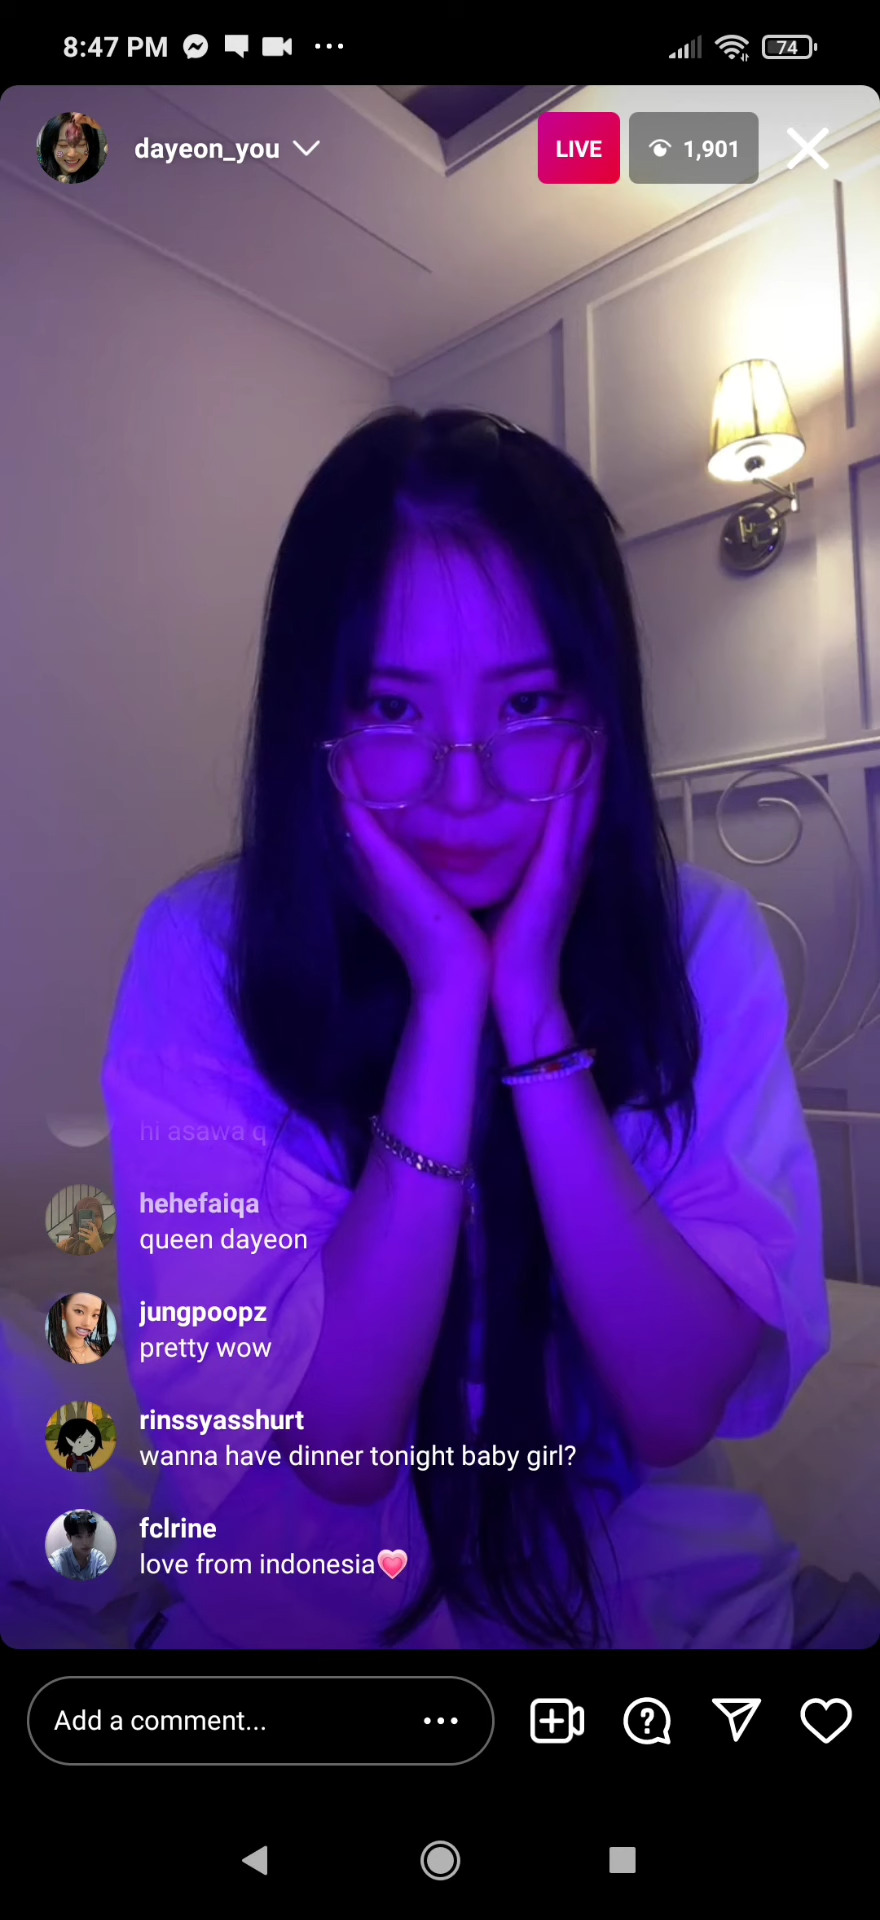 8:47 PM
74
dayeon_you
LIVE
1,901
hi asawa q
hehefaiqa
queen dayeon
jungpoopz
pretty wow
rinssyasshurt
wanna have dinner tonight baby girl?
fclrine
love from indonesia💗
Add a comment...